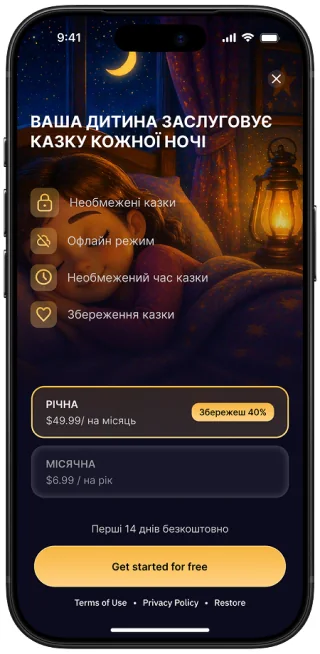 9:41
ВАША ДИТИНА ЗАСЛУГОВУЄ
КАЗКУ КОЖНОЇ НОЧІ
Необмежені казки
Офлайн режим
Необмежений час казки
Збереження казки
РІЧНА
$49.99/ на місяць
Збережеш 40%
МІСЯЧНА
$6.99 / на рік
Перші 14 днів безкоштовно
Get started for free
Terms of Use • Privacy Policy • Restore